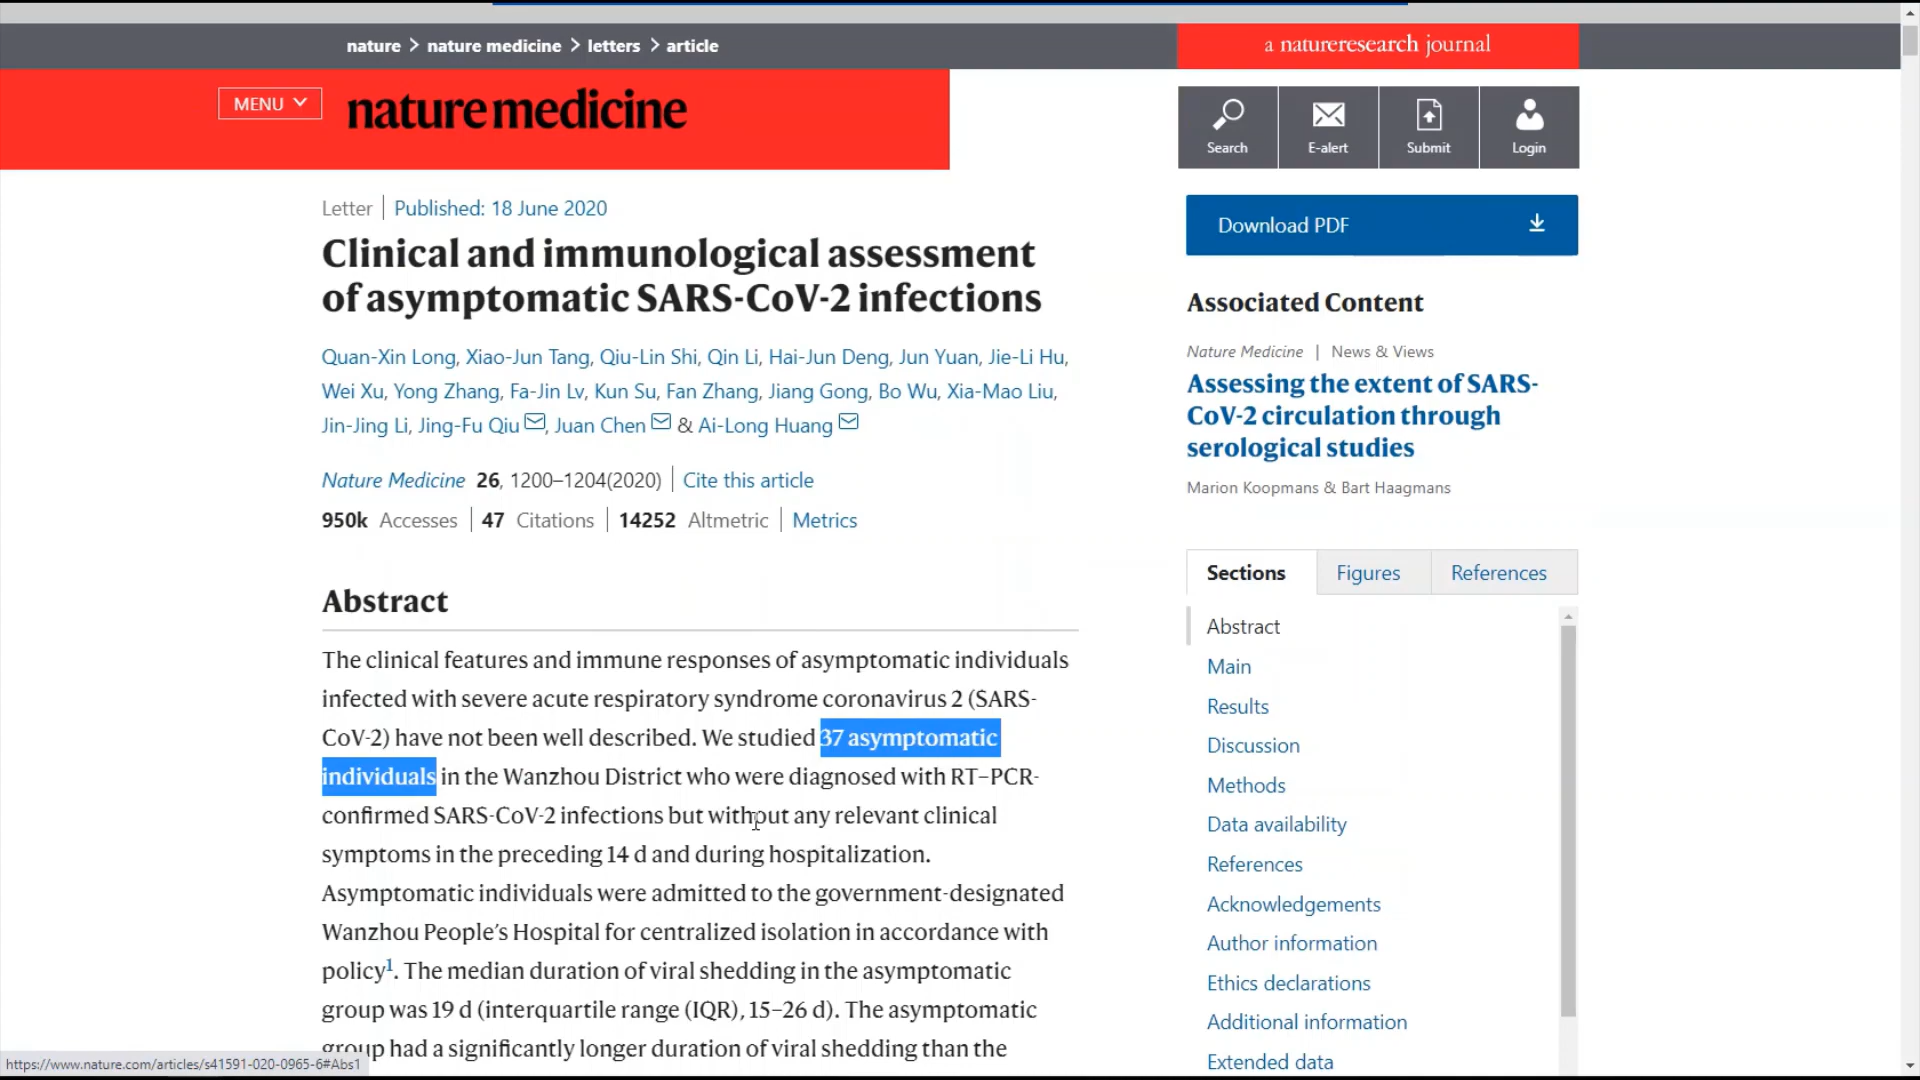 nature > nature medicine > letters > article
a natureresearch journal
MENU
nature medicine
Search
E-alert
Submit
Login
Letter | Published: 18 June 2020
Clinical and immunological assessment
of asymptomatic SARS-CoV-2 infections
Quan-Xin Long, Xiao-Jun Tang, Qiu-Lin Shi, Qin Li, Hai-Jun Deng, Jun Yuan, Jie-Li Hu,
Wei Xu, Yong Zhang, Fa-Jin Lv, Kun Su, Fan Zhang, Jiang Gong, Bo Wu, Xia-Mao Liu,
Jin-Jing Li, Jing-Fu Qiu, Juan Chen & Ai-Long Huang
Nature Medicine 26, 1200–1204(2020) | Cite this article
950k Accesses | 47 Citations | 14252 Altmetric | Metrics
Abstract
The clinical features and immune responses of asymptomatic individuals
infected with severe acute respiratory syndrome coronavirus 2 (SARS-
CoV-2) have not been well described. We studied 37 asymptomatic
individuals in the Wanzhou District who were diagnosed with RT–PCR-
confirmed SARS-CoV-2 infections but without any relevant clinical
symptoms in the preceding 14 d and during hospitalization.
Asymptomatic individuals were admitted to the government-designated
Wanzhou People’s Hospital for centralized isolation in accordance with
policy1. The median duration of viral shedding in the asymptomatic
group was 19 d (interquartile range (IQR), 15–26 d). The asymptomatic
group had a significantly longer duration of viral shedding than the
https://www.nature.com/articles/s41591-020-0965-6#Abs1
Download PDF
Associated Content
Nature Medicine | News & Views
Assessing the extent of SARS-
CoV-2 circulation through
serological studies
Marion Koopmans & Bart Haagmans
Sections
Figures
References
Abstract
Main
Results
Discussion
Methods
Data availability
References
Acknowledgements
Author information
Ethics declarations
Additional information
Extended data